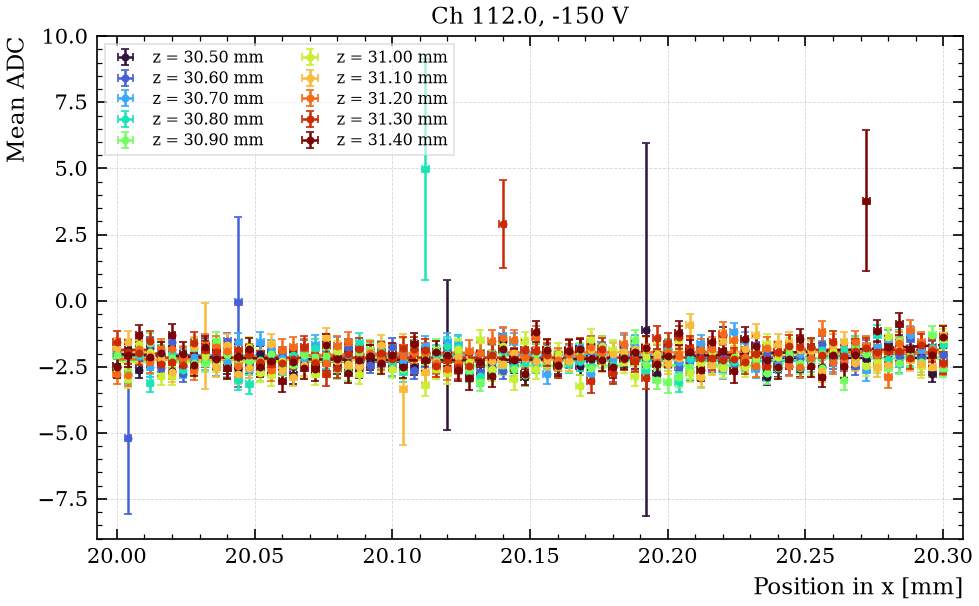 Ch 112.0, -150 V
Mean ADC
10.0
7.5
5.0
2.5
0.0
−2.5
−5.0
−7.5
z = 30.50 mm
z = 30.60 mm
z = 30.70 mm
z = 30.80 mm
z = 30.90 mm
z = 31.00 mm
z = 31.10 mm
z = 31.20 mm
z = 31.30 mm
z = 31.40 mm
20.00 20.05 20.10 20.15 20.20 20.25 20.30
Position in x [mm]